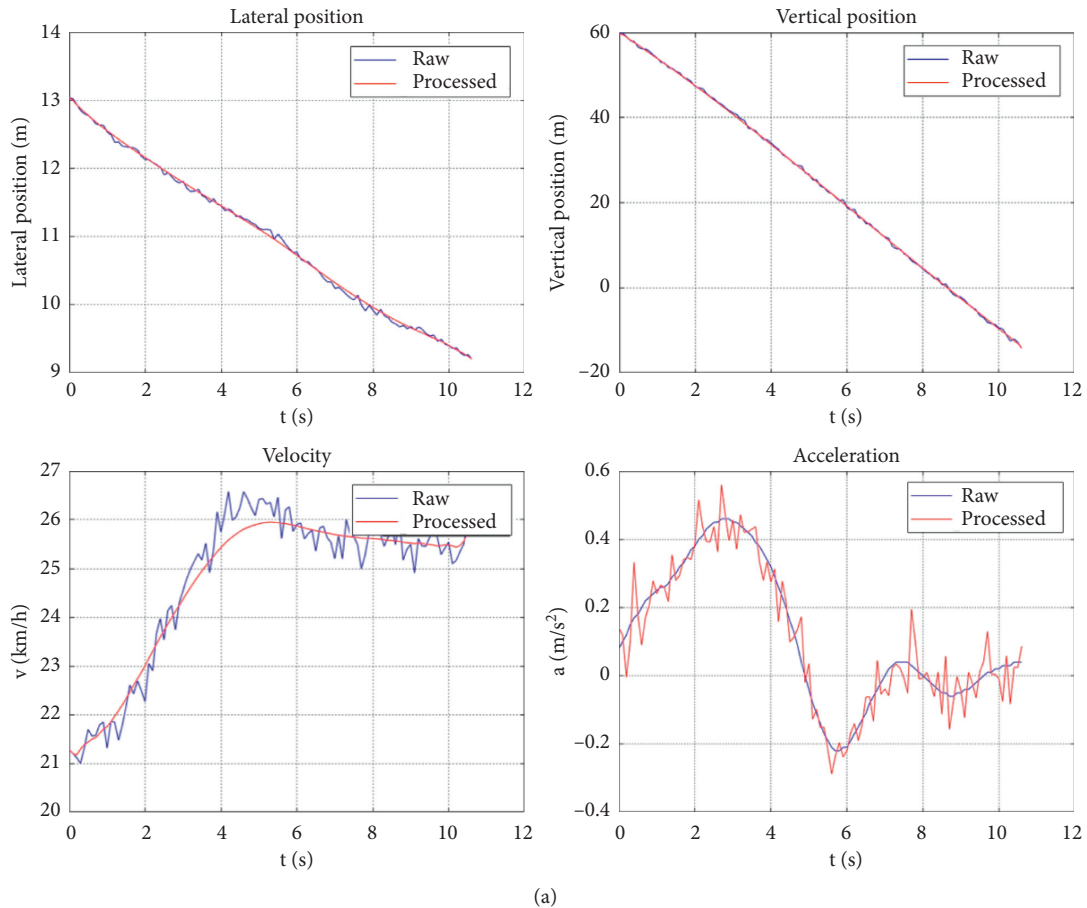 Lateral position
14
13
12
11
10
9
Lateral position (m)
0 2 4 6 8 10 12
t (s)
Raw
Processed
Vertical position
60
40
20
0
−20
Vertical position (m)
0 2 4 6 8 10 12
t (s)
Raw
Processed
Velocity
27
26
25
24
23
22
21
20
v (km/h)
0 2 4 6 8 10 12
t (s)
Raw
Processed
Acceleration
0.6
0.4
0.2
0
−0.2
−0.4
a (m/s²)
0 2 4 6 8 10 12
t (s)
Raw
Processed
(a)